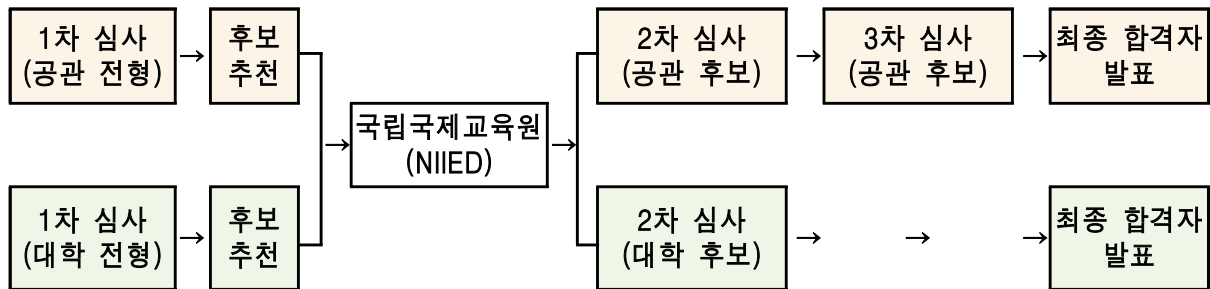 1차 심사
(공관 전형)
→
후보
추천
→
국립국제교육원
(NIIED)
→
2차 심사
(공관 후보)
→
3차 심사
(공관 후보)
→
최종 합격자
발표
1차 심사
(대학 전형)
→
후보
추천
2차 심사
(대학 후보)
→
→
→
최종 합격자
발표